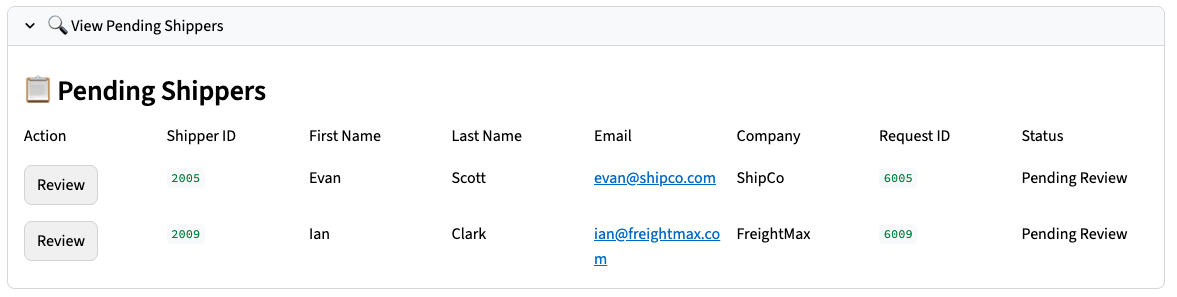 View Pending Shippers
Pending Shippers
Action Shipper ID First Name Last Name Email Company Request ID Status
Review 2005 Evan Scott evan@shipco.com ShipCo 6005 Pending Review
Review 2009 Ian Clark ian@freightmax.co FreightMax 6009 Pending Review
m